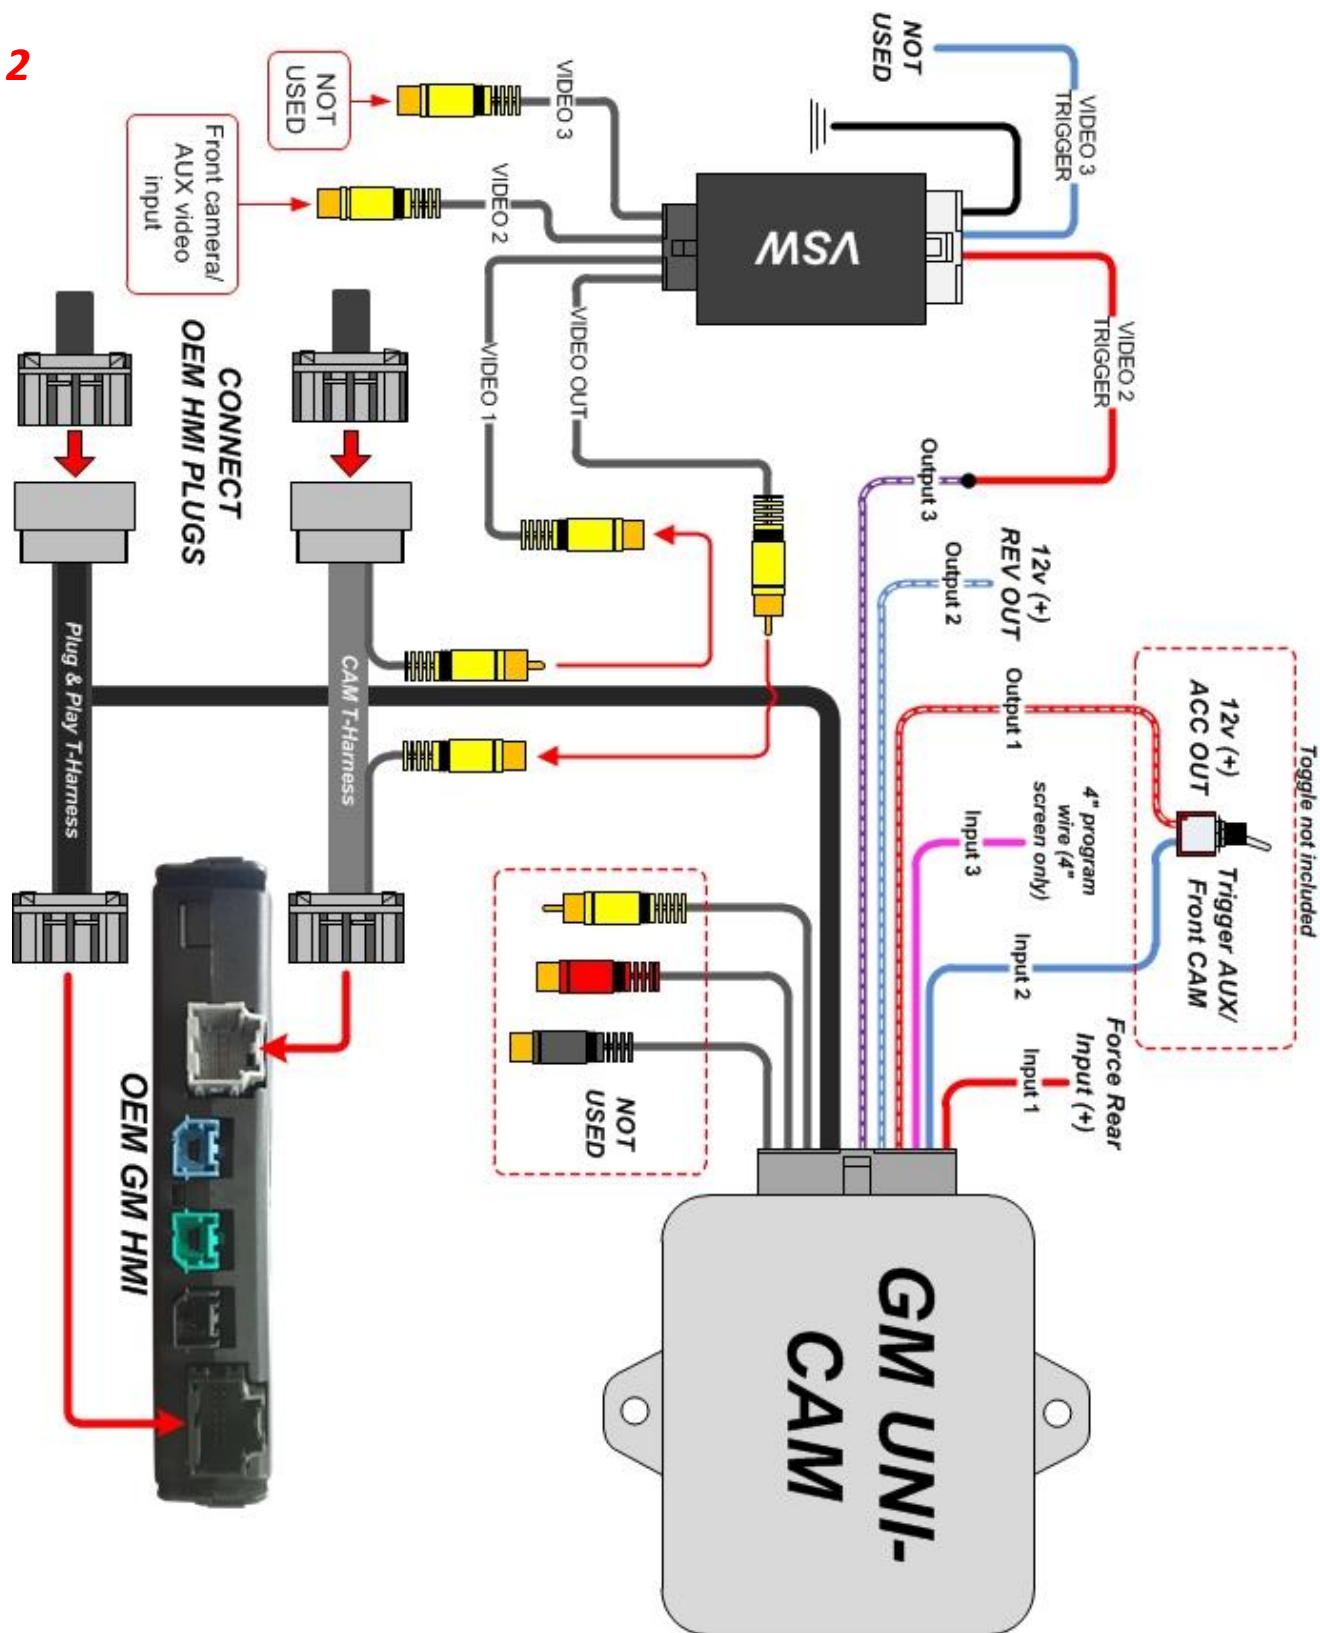 2
NOT
USED
Front camera/
AUX video
input
VIDEO 3
VIDEO 2
VIDEO 1
VIDEO OUT
VSW
NOT
USED
VIDEO 3
TRIGGER
VIDEO 2
TRIGGER
CONNECT
OEM HMI PLUGS
Plug & Play T-Harness
CAM T-Harness
Output 3
12v (+)
REV OUT
Output 2
Output 1
12v (+)
ACC OUT
Toggle not included
Trigger AUX/
Front CAM
4" program
wire (4"
screen only)
Input 3
Input 2
Force Rear
Input (+)
Input 1
NOT
USED
OEM GM HMI
GM UNI-
CAM